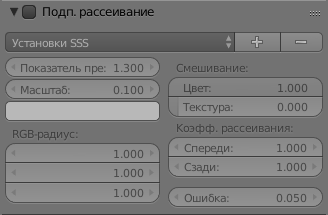 Подп. рассеивание
Установки SSS
Показатель пре: 1.300
Масштаб: 0.100
RGB-радиус:
1.000
1.000
1.000
Смешивание:
Цвет: 1.000
Текстура: 0.000
Коэфф. рассеивания:
Спереди: 1.000
Сзади: 1.000
Ошибка: 0.050